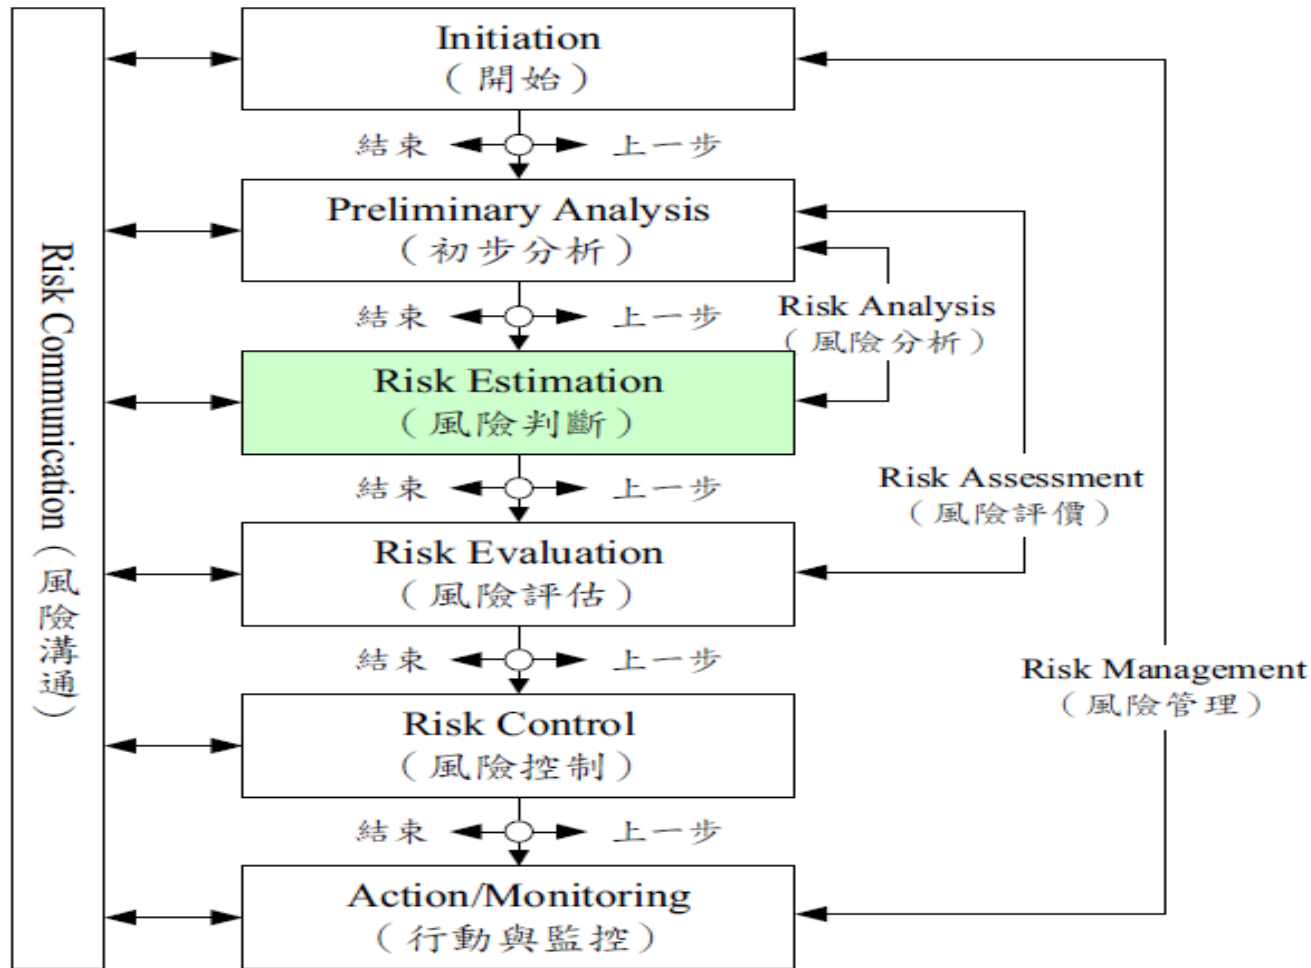 Initiation
（開始）
結束 上一步
Preliminary Analysis
（初步分析）
結束 上一步
Risk Analysis
（風險分析）
Risk Estimation
（風險判斷）
結束 上一步
Risk Assessment
（風險評價）
Risk Evaluation
（風險評估）
結束 上一步
Risk Management
（風險管理）
Risk Control
（風險控制）
結束 上一步
Action/Monitoring
（行動與監控）
Risk Communication（風險溝通）